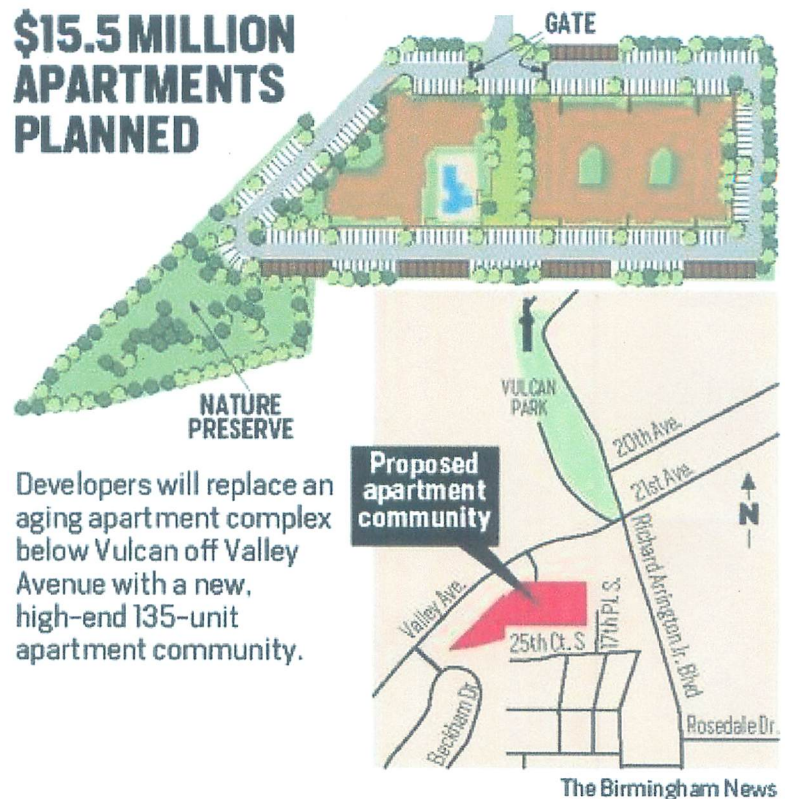 $15.5 MILLION
APARTMENTS
PLANNED
GATE
NATURE
PRESERVE
Developers will replace an
aging apartment complex
below Vulcan off Valley
Avenue with a new,
high-end 135-unit
apartment community.
VULCAN
PARK
20th Ave.
21st Ave.
N
Proposed
apartment
community
Valley Ave.
25th Ct. S
17th Pl. S.
Richard Arrington Jr. Blvd
Beckham Dr.
Rosedale Dr.
The Birmingham News